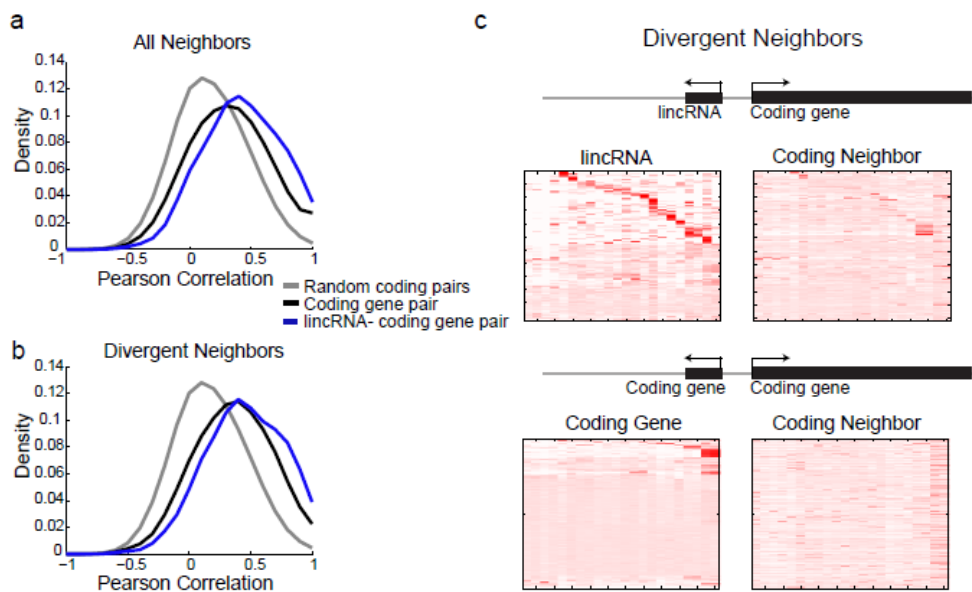 a
All Neighbors
0.14
0.12
0.1
0.08
0.06
0.04
0.02
0
Density
−1
−0.5
0
0.5
1
Pearson Correlation
Random coding pairs
Coding gene pair
lincRNA- coding gene pair
b
Divergent Neighbors
0.14
0.12
0.1
0.08
0.06
0.04
0.02
0
Density
−1
−0.5
0
0.5
1
Pearson Correlation
c
Divergent Neighbors
lincRNA
Coding gene
lincRNA
Coding Neighbor
Coding gene
Coding gene
Coding Gene
Coding Neighbor